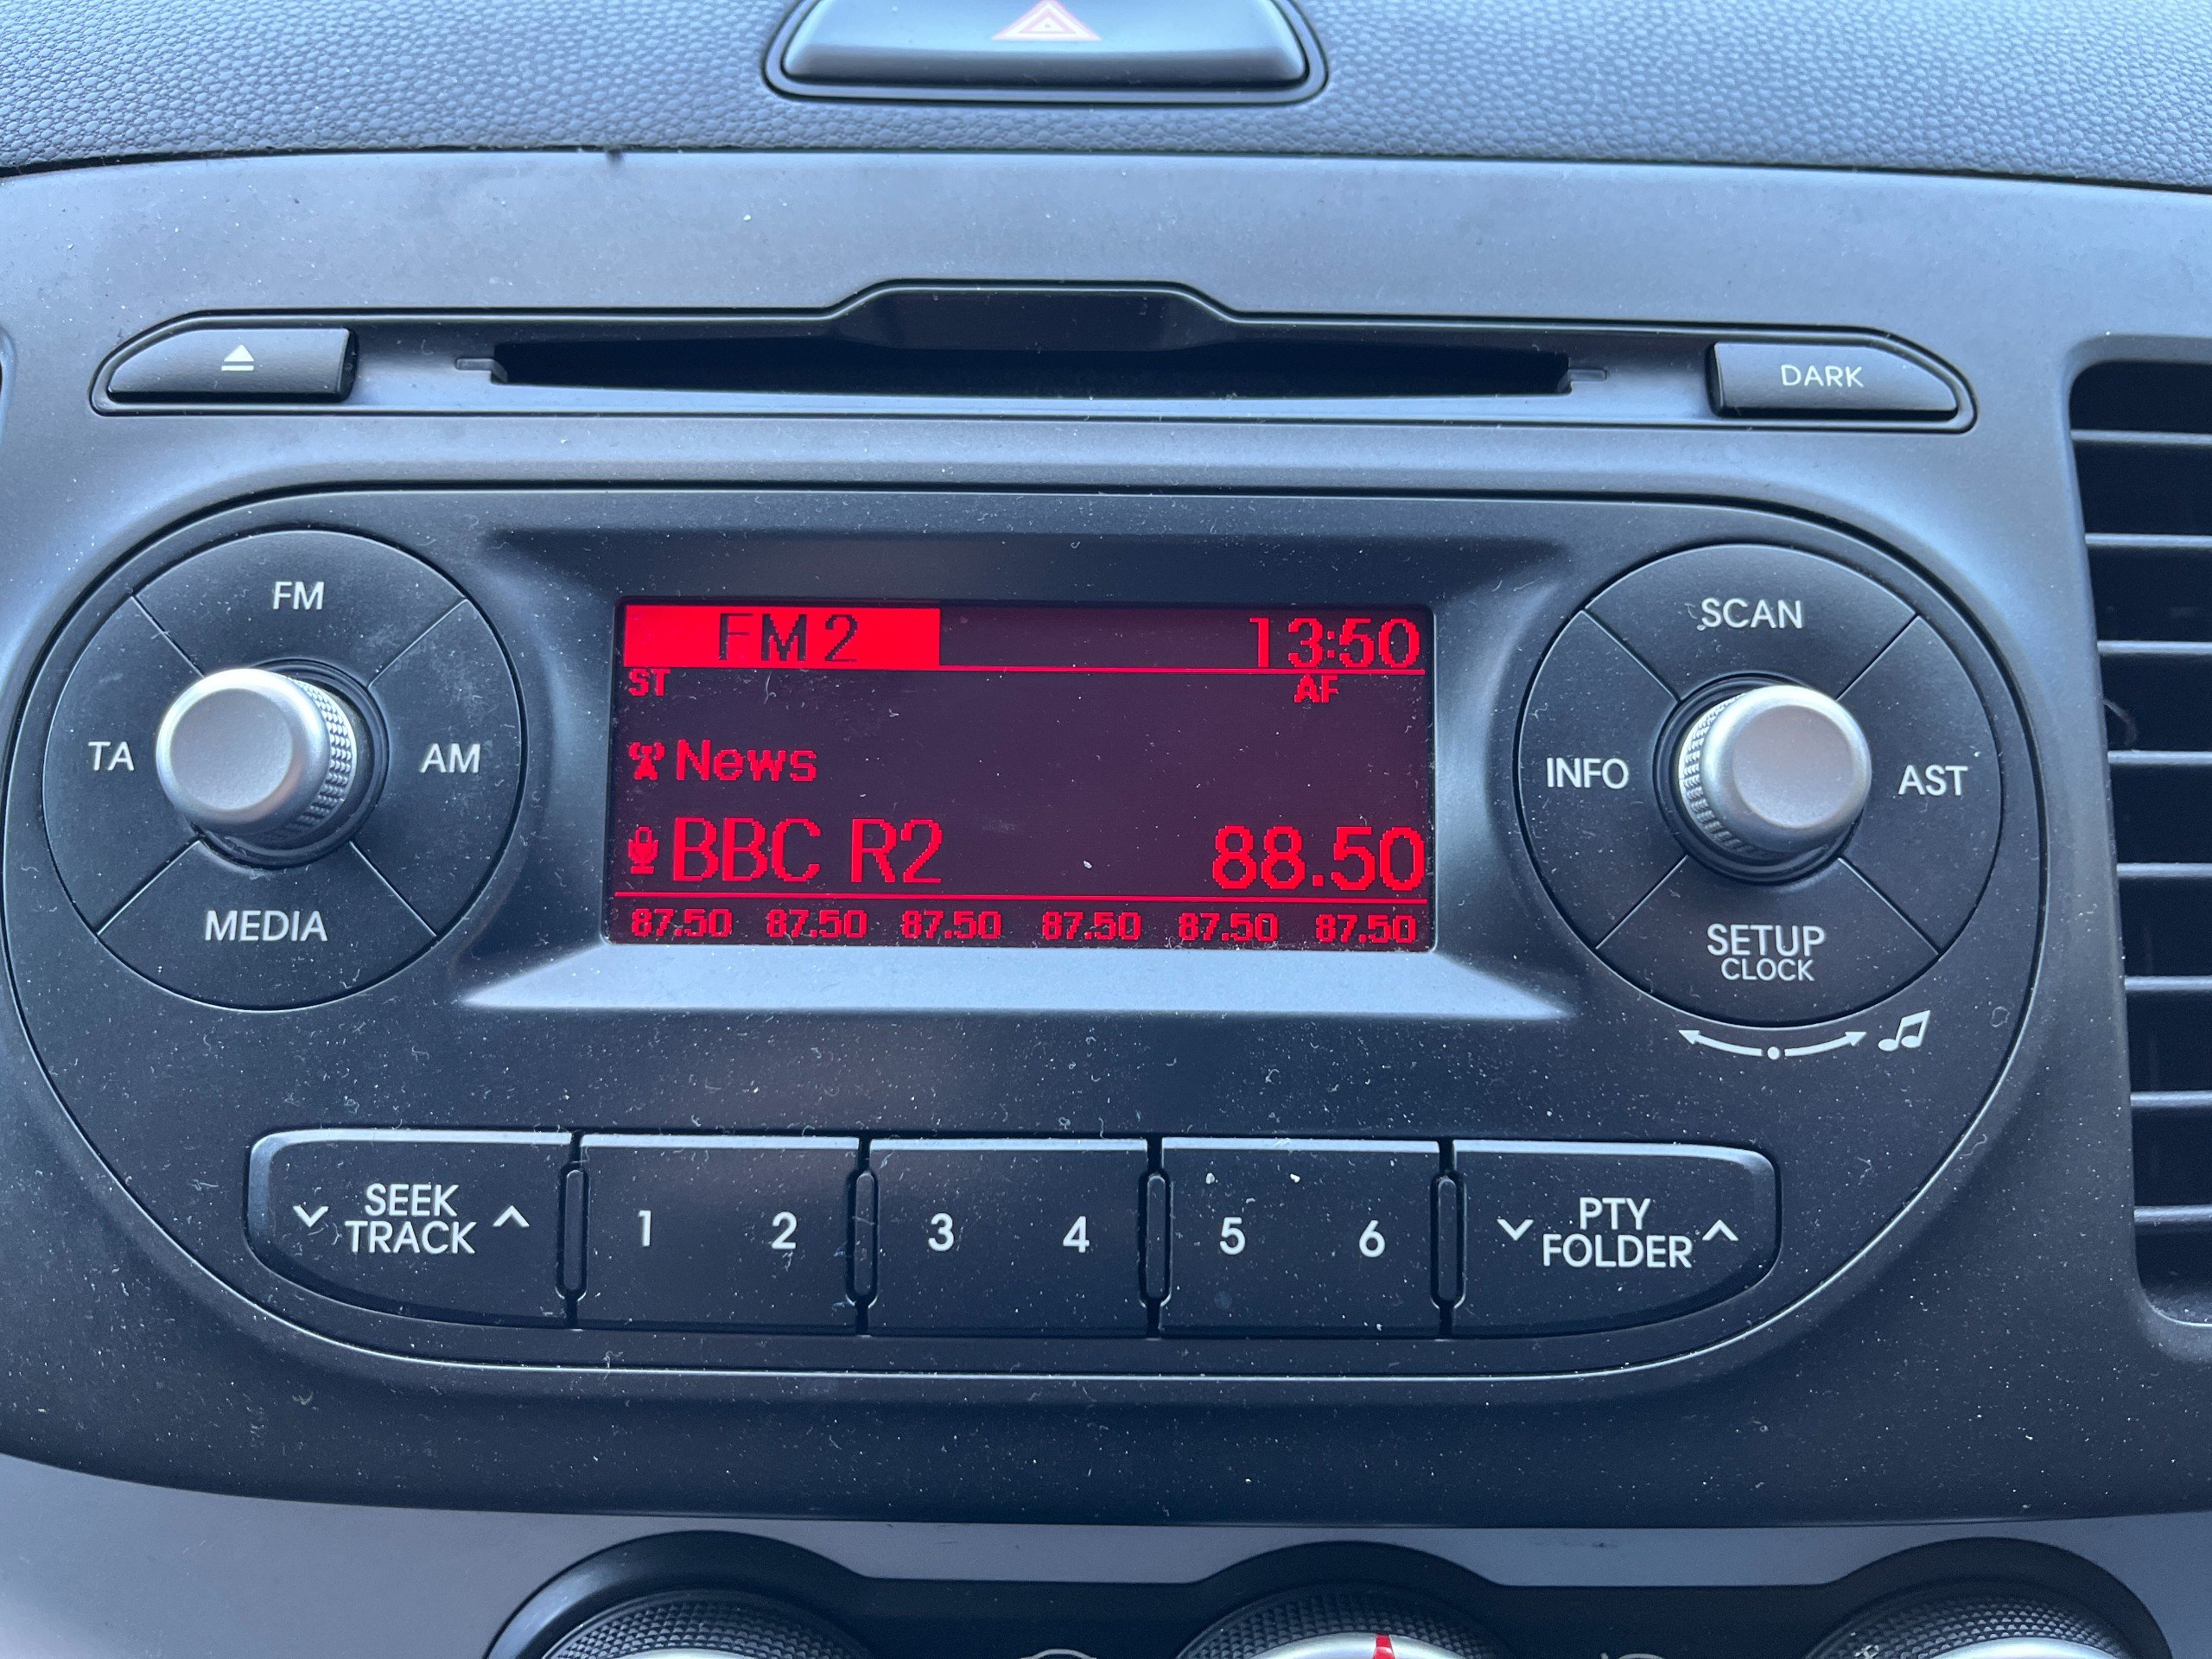 DARK
FM
TA
AM
MEDIA
FM2 13:50
ST AF
News
BBC R2 88.50
87.50 87.50 87.50 87.50 87.50 87.50
SCAN
INFO
AST
SETUP
CLOCK
SEEK
TRACK
1 2 3 4 5 6
PTY
FOLDER